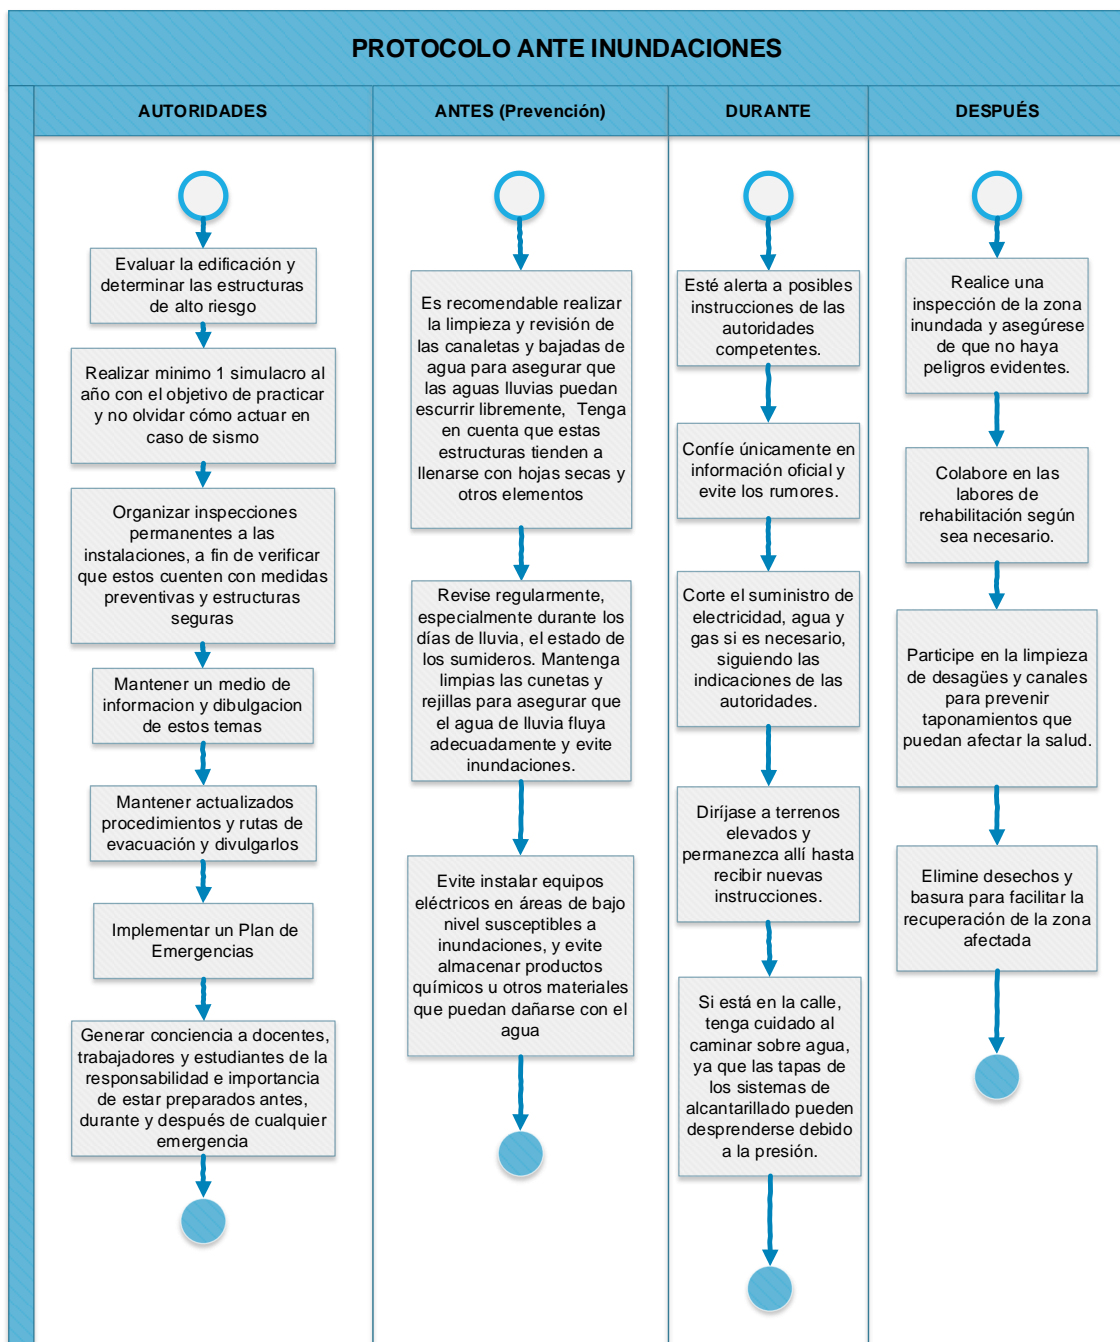 PROTOCOLO ANTE INUNDACIONES
AUTORIDADES
ANTES (Prevención)
DURANTE
DESPUÉS
Evaluar la edificación y
determinar las estructuras
de alto riesgo
Realizar minimo 1 simulacro al
año con el objetivo de practicar
y no olvidar cómo actuar en
caso de sismo
Organizar inspecciones
permanentes a las
instalaciones, a fin de verificar
que estos cuenten con medidas
preventivas y estructuras
seguras
Mantener un medio de
informacion y dibulgacion
de estos temas
Mantener actualizados
procedimientos y rutas de
evacuación y divulgarlos
Implementar un Plan de
Emergencias
Generar conciencia a docentes,
trabajadores y estudiantes de la
responsabilidad e importancia
de estar preparados antes,
durante y después de cualquier
emergencia
Es recomendable realizar
la limpieza y revisión de
las canaletas y bajadas de
agua para asegurar que
las aguas lluvias puedan
escurrir libremente, Tenga
en cuenta que estas
estructuras tienden a
llenarse con hojas secas y
otros elementos
Revise regularmente,
especialmente durante los
días de lluvia, el estado de
los sumideros. Mantenga
limpias las cunetas y
rejillas para asegurar que
el agua de lluvia fluya
adecuadamente y evite
inundaciones.
Evite instalar equipos
eléctricos en áreas de bajo
nivel susceptibles a
inundaciones, y evite
almacenar productos
químicos u otros materiales
que puedan dañarse con el
agua
Esté alerta a posibles
instrucciones de las
autoridades
competentes.
Confíe únicamente en
información oficial y
evite los rumores.
Corte el suministro de
electricidad, agua y
gas si es necesario,
siguiendo las
indicaciones de las
autoridades.
Diríjase a terrenos
elevados y
permanezca allí hasta
recibir nuevas
instrucciones.
Si está en la calle,
tenga cuidado al
caminar sobre agua,
ya que las tapas de
los sistemas de
alcantarillado pueden
desprenderse debido
a la presión.
Realice una
inspección de la zona
inundada y asegúrese
de que no haya
peligros evidentes.
Colabore en las
labores de
rehabilitación según
sea necesario.
Participe en la limpieza
de desagües y canales
para prevenir
taponamientos que
puedan afectar la salud.
Elimine desechos y
basura para facilitar la
recuperación de la zona
afectada